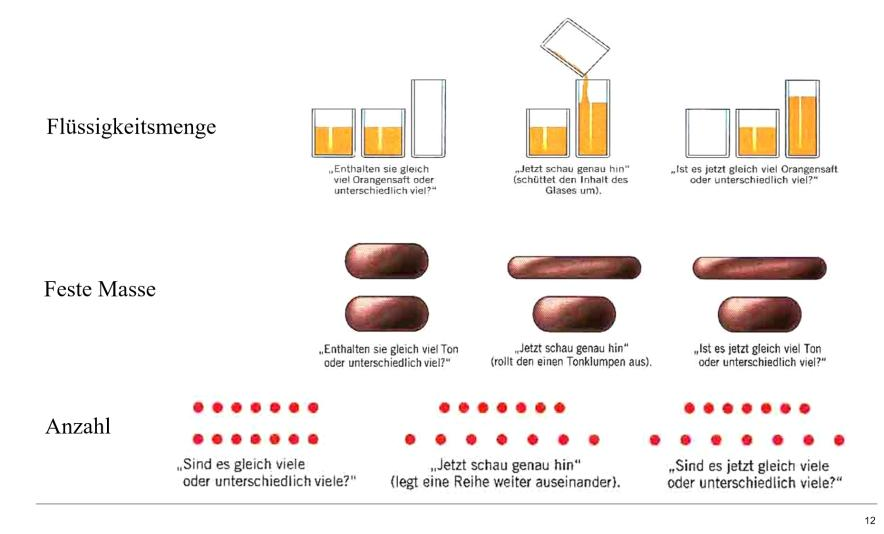 Flüssigkeitsmenge
„Enthalten sie gleich
viel Orangensaft oder
unterschiedlich viel?“
„Jetzt schau genau hin“
(schüttet den Inhalt des
Glases um).
„Ist es jetzt gleich viel Orangensaft
oder unterschiedlich viel?“
Feste Masse
„Enthalten sie gleich viel Ton
oder unterschiedlich viel?“
„Jetzt schau genau hin“
(rollt den einen Tonklumpen aus).
„Ist es jetzt gleich viel Ton
oder unterschiedlich viel?“
Anzahl
„Sind es gleich viele
oder unterschiedlich viele?“
„Jetzt schau genau hin“
(legt eine Reihe weiter auseinander).
„Sind es jetzt gleich viele
oder unterschiedlich viele?“
12